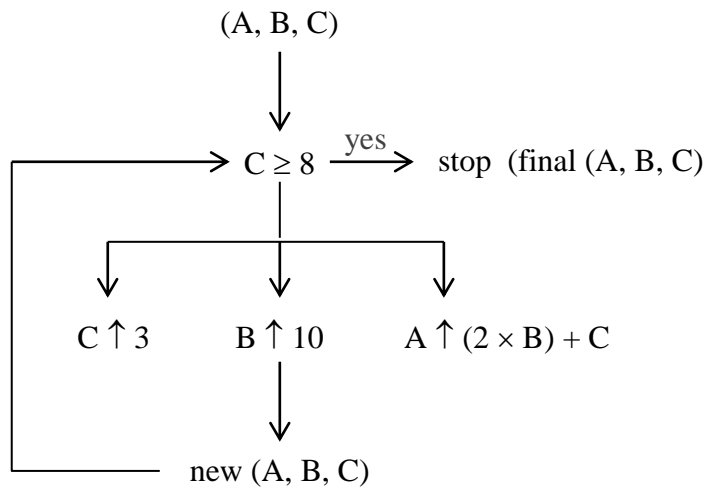 (A, B, C)
yes
C ≥ 8
stop (final (A, B, C)
C ↑ 3
B ↑ 10
A ↑ (2 × B) + C
new (A, B, C)